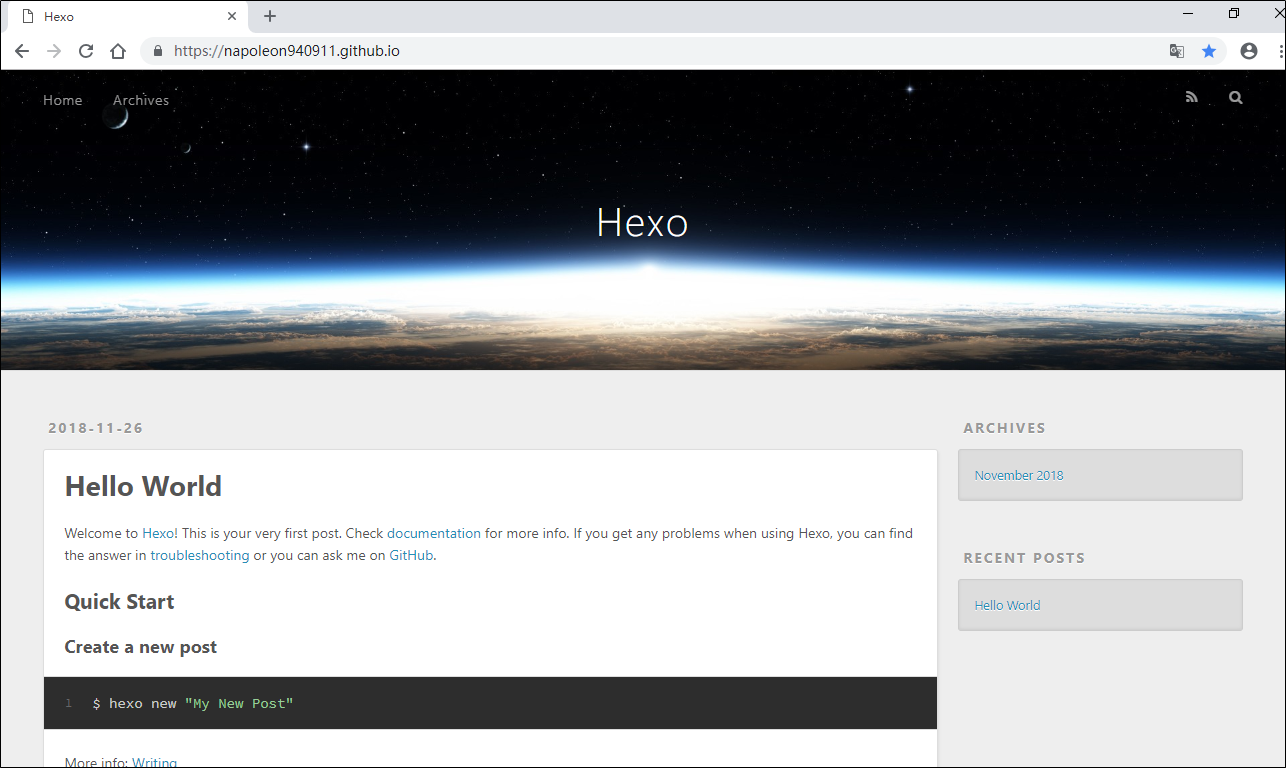 Hexo
https://napoleon940911.github.io
Home Archives
Hexo
2018-11-26
Hello World
Welcome to Hexo! This is your very first post. Check documentation for more info. If you get any problems when using Hexo, you can find
the answer in troubleshooting or you can ask me on GitHub.
Quick Start
Create a new post
1 $ hexo new "My New Post"
More info: Writing
ARCHIVES
November 2018
RECENT POSTS
Hello World